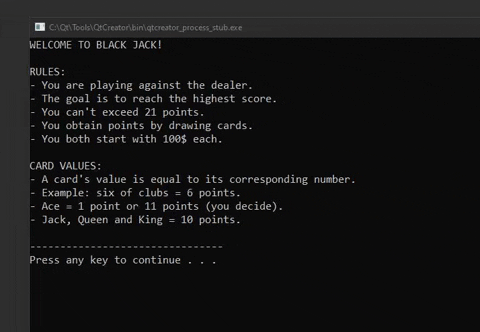 C:\Qt\Tools\QtCreator\bin\qtcreator_process_stub.exe
WELCOME TO BLACK JACK!
RULES:
- You are playing against the dealer.
- The goal is to reach the highest score.
- You can't exceed 21 points.
- You obtain points by drawing cards.
- You both start with 100$ each.
CARD VALUES:
- A card's value is equal to its corresponding number.
- Example: six of clubs = 6 points.
- Ace = 1 point or 11 points (you decide).
- Jack, Queen and King = 10 points.
--------------------------------
Press any key to continue . . .